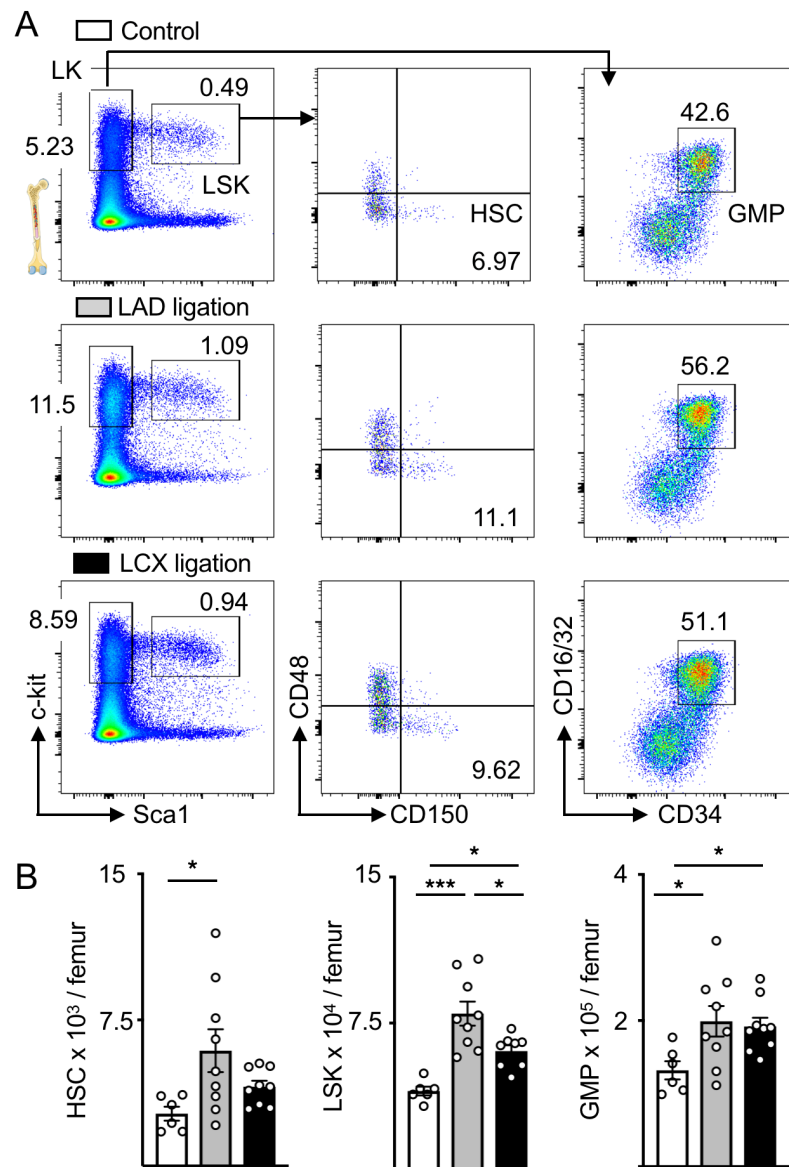 A
Control
LK
0.49
5.23
LSK
HSC
6.97
42.6
GMP
LAD ligation
1.09
11.5
11.1
56.2
LCX ligation
0.94
8.59
c-kit
Sca1
CD48
9.62
CD150
51.1
CD16/32
CD34
B
HSC x 10³ / femur
15
7.5
*
LSK x 10⁴ / femur
15
7.5
*
*** *
GMP x 10⁵ / femur
4
2
*
*